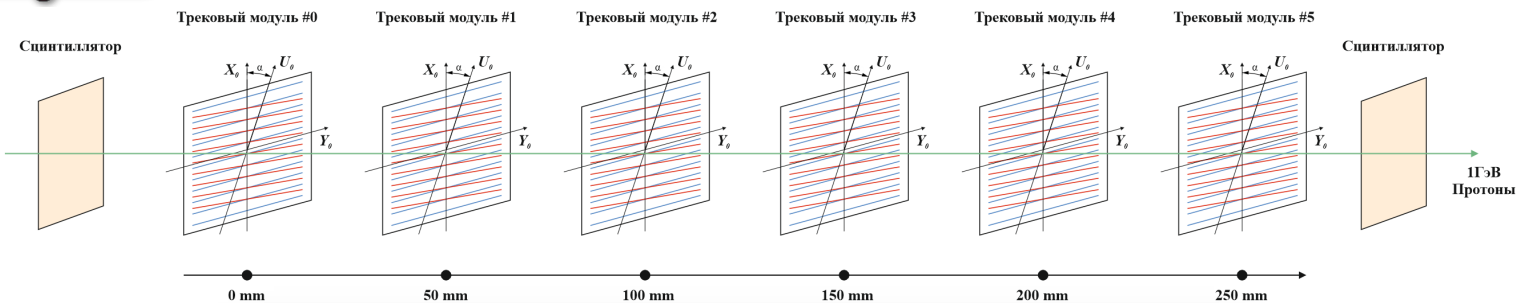 Трековый модуль #0 Трековый модуль #1 Трековый модуль #2 Трековый модуль #3 Трековый модуль #4 Трековый модуль #5
Сцинтиллятор Сцинтиллятор
X₀ α U₀ X₀ α U₀ X₀ α U₀ X₀ α U₀ X₀ α U₀ X₀ α U₀
Y₀ Y₀ Y₀ Y₀ Y₀ Y₀
1ГэВ
Протоны
0 mm 50 mm 100 mm 150 mm 200 mm 250 mm